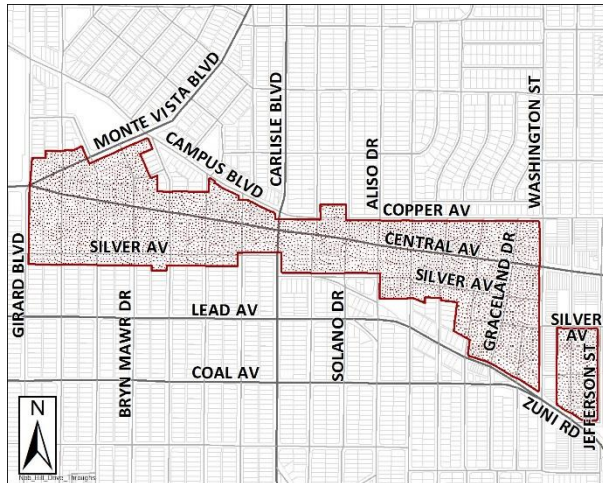 MONTE VISTA BLVD
CAMPUS BLVD
CARLISLE BLVD
ALISO DR
WASHINGTON ST
COPPER AV
CENTRAL AV
SILVER AV
SILVER AV
GRACELAND DR
GIRARD BLVD
BRYN MAWR DR
LEAD AV
SOLANO DR
SILVER
AV
COAL AV
ZUNI RD
JEFFERSON ST
N
Nob_Hill_Drive_Throughs